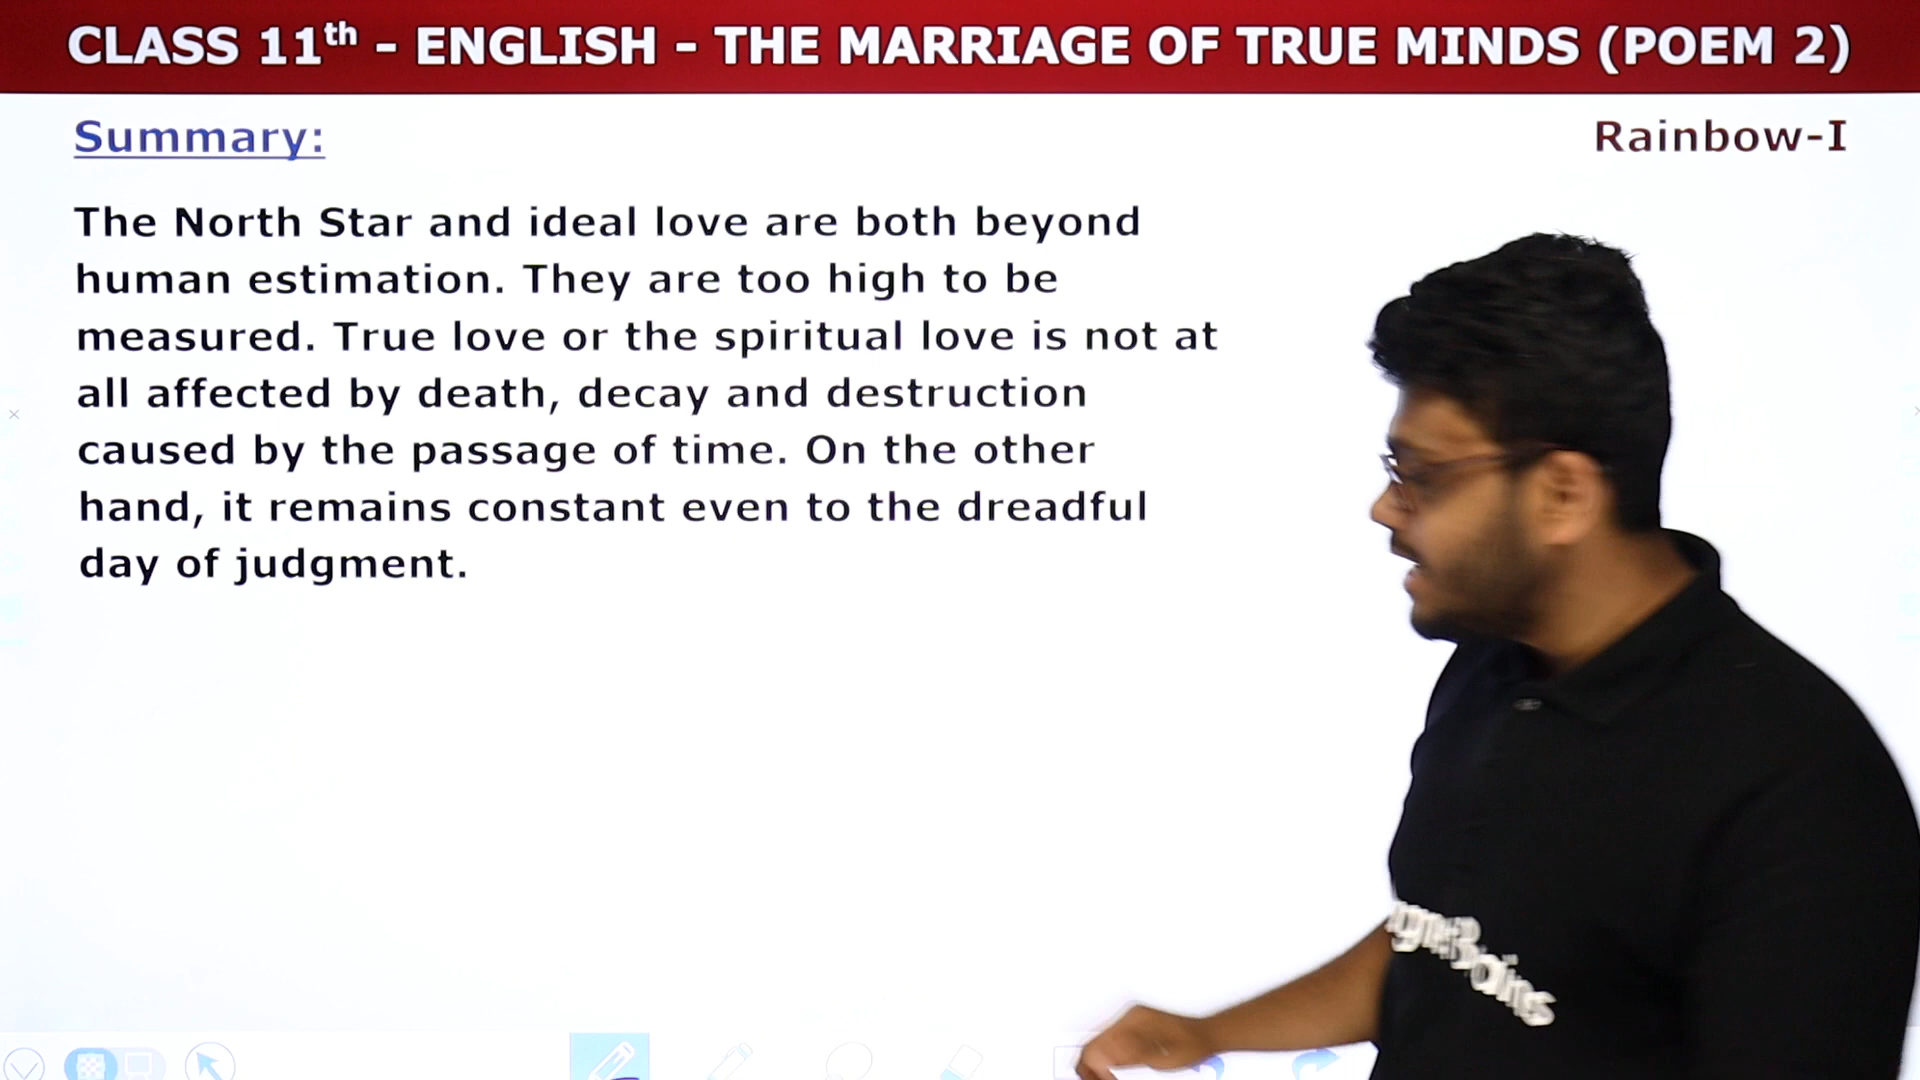 CLASS 11th - ENGLISH - THE MARRIAGE OF TRUE MINDS (POEM 2)
Summary:
Rainbow-I
The North Star and ideal love are both beyond
human estimation. They are too high to be
measured. True love or the spiritual love is not at
all affected by death, decay and destruction
caused by the passage of time. On the other
hand, it remains constant even to the dreadful
day of judgment.